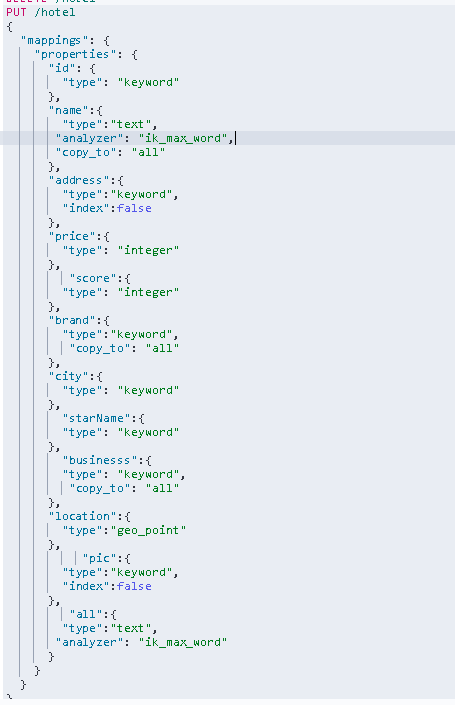 PUT /hotel
{
  "mappings": {
    "properties": {
      "id": {
        "type": "keyword"
      },
      "name":{
        "type":"text",
       "analyzer": "ik_max_word",
       "copy_to": "all"
      },
      "address":{
        "type":"keyword",
        "index":false
      },
      "price":{
        "type": "integer"
      },
         "score":{
        "type": "integer"
      },
      "brand":{
        "type":"keyword",
         "copy_to": "all"
      },
      "city":{
        "type": "keyword"
      },
        "starName":{
        "type": "keyword"
      },
        "businesss":{
        "type": "keyword",
         "copy_to": "all"
      },
      "location":{
        "type":"geo_point"
      },
           "pic":{
        "type":"keyword",
        "index":false
      },
         "all":{
        "type":"text",
       "analyzer": "ik_max_word"
      }
    }
  }
}